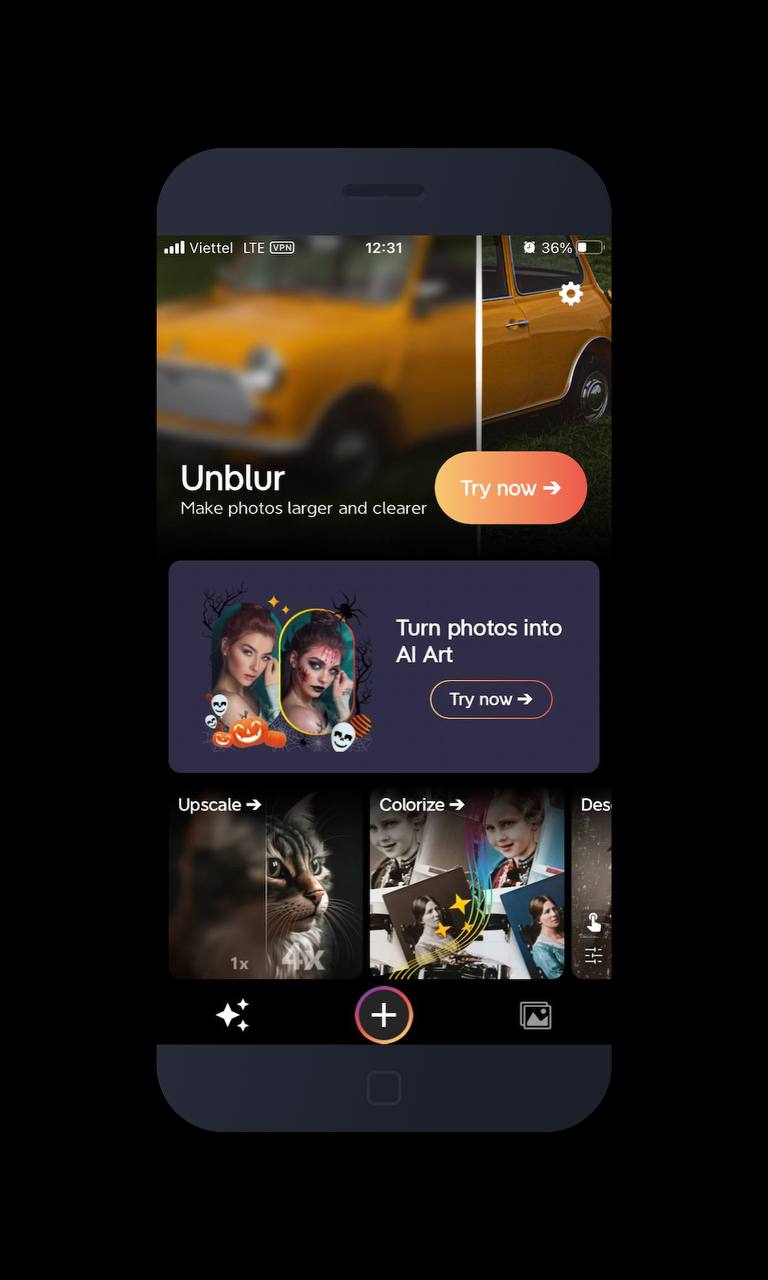 Viettel LTE VPN 12:31 36%
Unblur
Make photos larger and clearer
Try now →
Turn photos into
AI Art
Try now →
Upscale → Colorize → Des
1x 4x